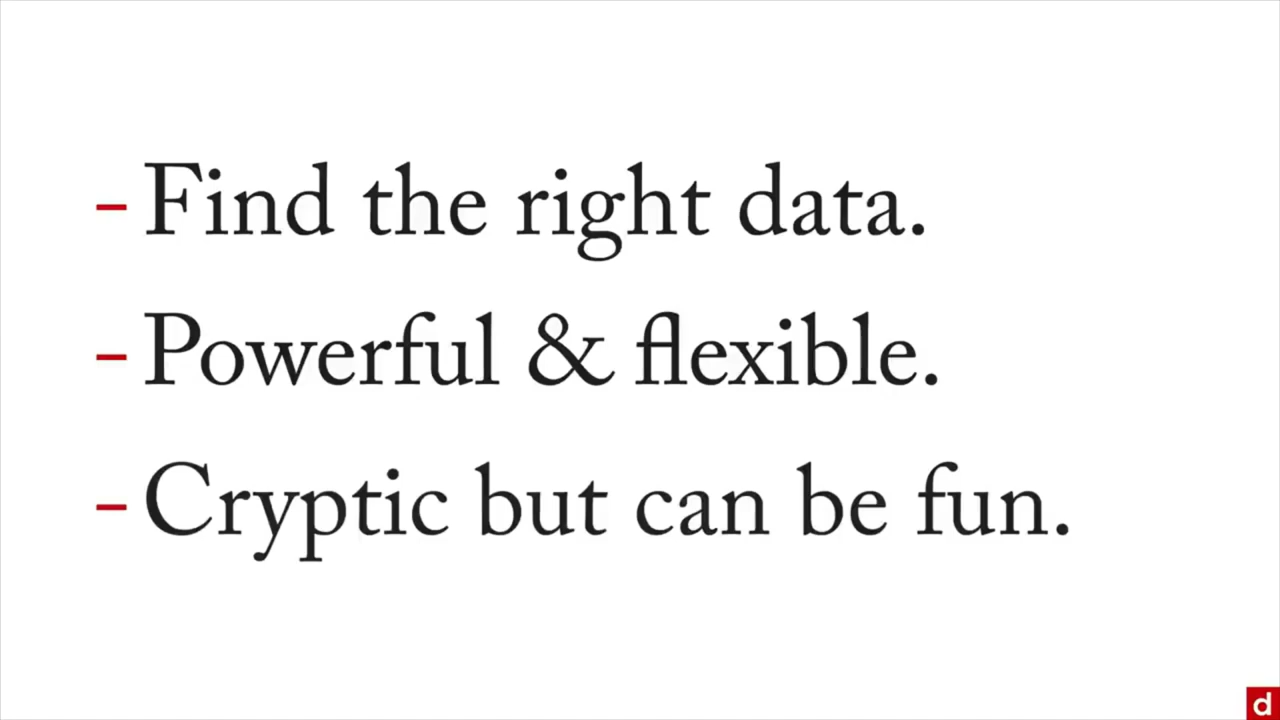 - Find the right data.
- Powerful & flexible.
- Cryptic but can be fun.
d